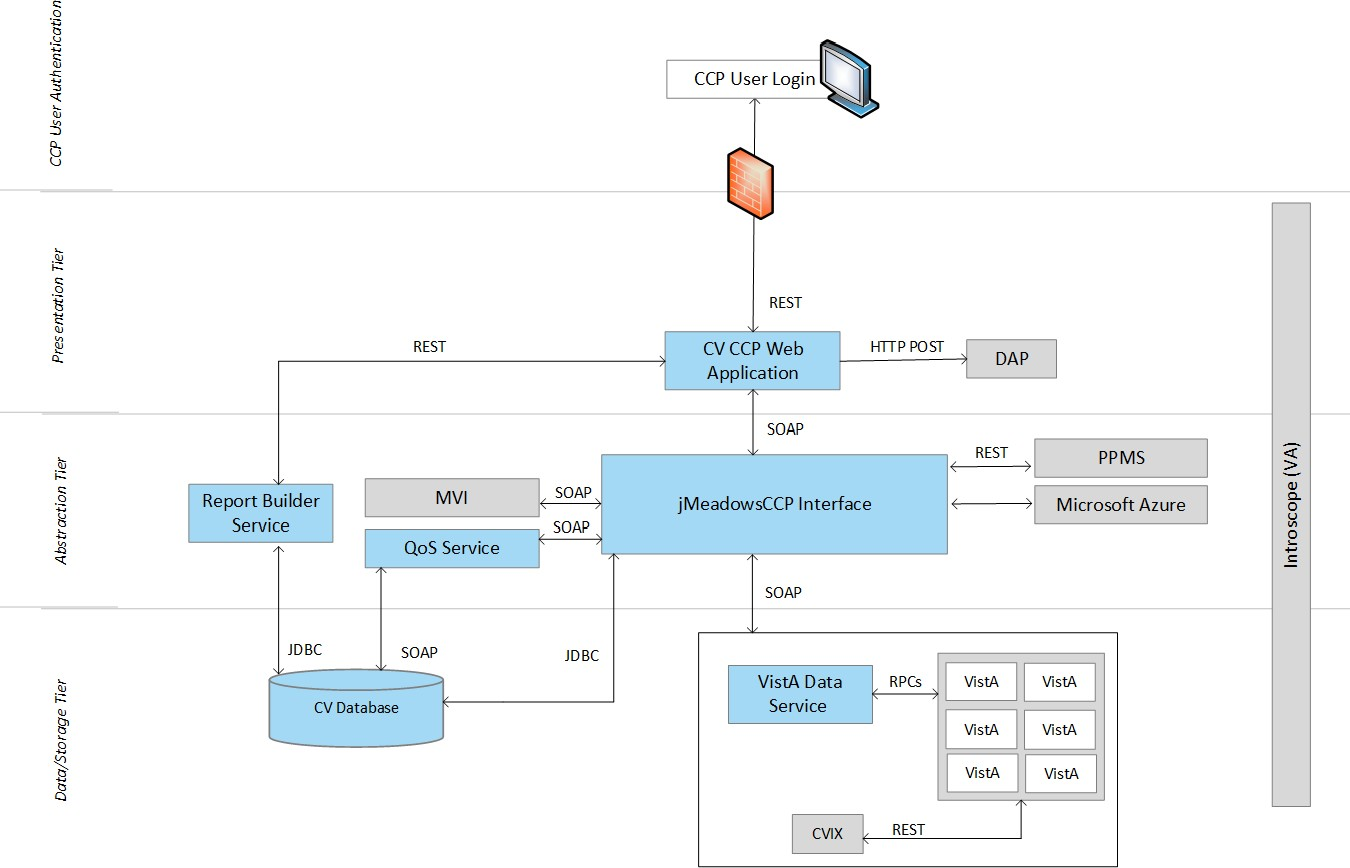 CCP User Authentication
CCP User Login
Presentation Tier
REST
REST
CV CCP Web
Application
HTTP POST
DAP
SOAP
Abstraction Tier
Report Builder
Service
MVI
SOAP
QoS Service
SOAP
jMeadowsCCP Interface
REST
PPMS
Microsoft Azure
Introscope (VA)
SOAP
Data/Storage Tier
JDBC
SOAP
JDBC
CV Database
VistA Data
Service
RPCs
VistA
VistA
VistA
VistA
VistA
VistA
CVIX
REST